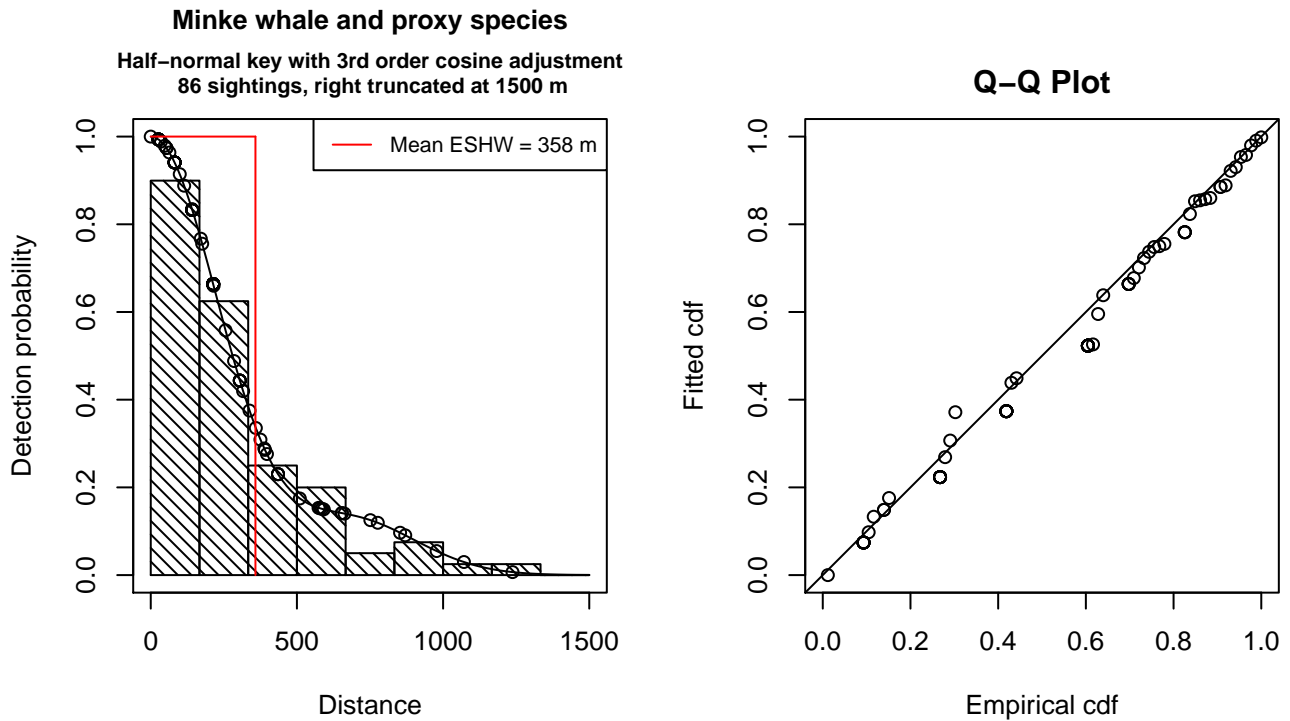 Minke whale and proxy species
Half−normal key with 3rd order cosine adjustment
86 sightings, right truncated at 1500 m
Mean ESHW = 358 m
Detection probability
0.0 0.2 0.4 0.6 0.8 1.0
0 500 1000 1500
Distance
Q−Q Plot
Fitted cdf
0.0 0.2 0.4 0.6 0.8 1.0
0.0 0.2 0.4 0.6 0.8 1.0
Empirical cdf